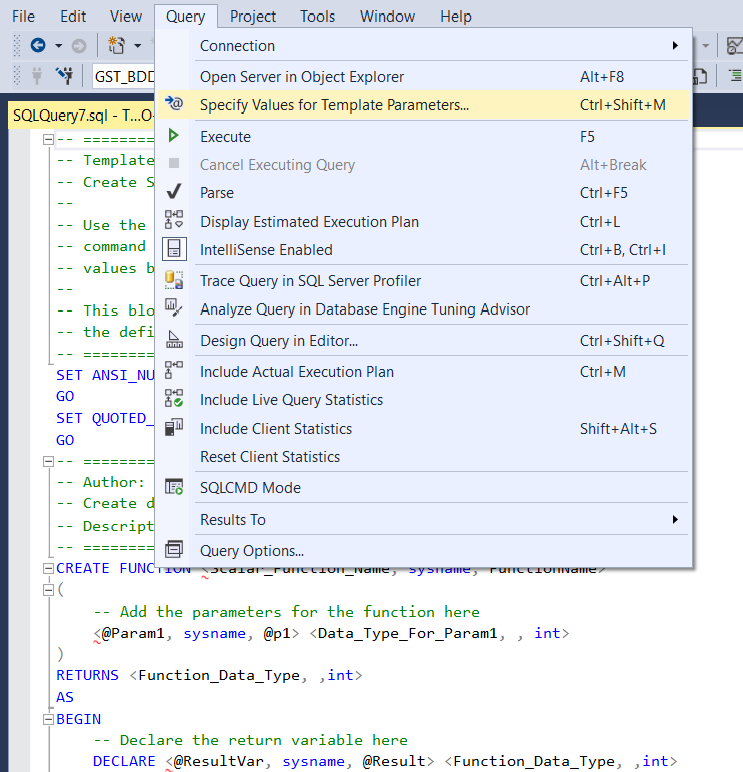 File Edit View Query Project Tools Window Help
Connection
GST_BDD
Open Server in Object Explorer Alt+F8
SQLQuery7.sql - T...O
Specify Values for Template Parameters... Ctrl+Shift+M
Execute F5
Cancel Executing Query Alt+Break
Parse Ctrl+F5
Display Estimated Execution Plan Ctrl+L
IntelliSense Enabled Ctrl+B, Ctrl+I
Trace Query in SQL Server Profiler Ctrl+Alt+P
Analyze Query in Database Engine Tuning Advisor
Design Query in Editor... Ctrl+Shift+Q
Include Actual Execution Plan Ctrl+M
Include Live Query Statistics
Include Client Statistics Shift+Alt+S
Reset Client Statistics
SQLCMD Mode
Results To
Query Options...
-- =========
-- Template
-- Create S
--
-- Use the
-- command
-- values b
--
-- This blo
-- the defi
-- =========
SET ANSI_NU
GO
SET QUOTED_
GO
-- =========
-- Author:
-- Create d
-- Descript
-- =========
CREATE FUNCTION <Scalar_Function_Name, sysname, FunctionName>
(
-- Add the parameters for the function here
<@Param1, sysname, @p1> <Data_Type_For_Param1, , int>
)
RETURNS <Function_Data_Type, ,int>
AS
BEGIN
-- Declare the return variable here
DECLARE <@ResultVar, sysname, @Result> <Function_Data_Type, ,int>